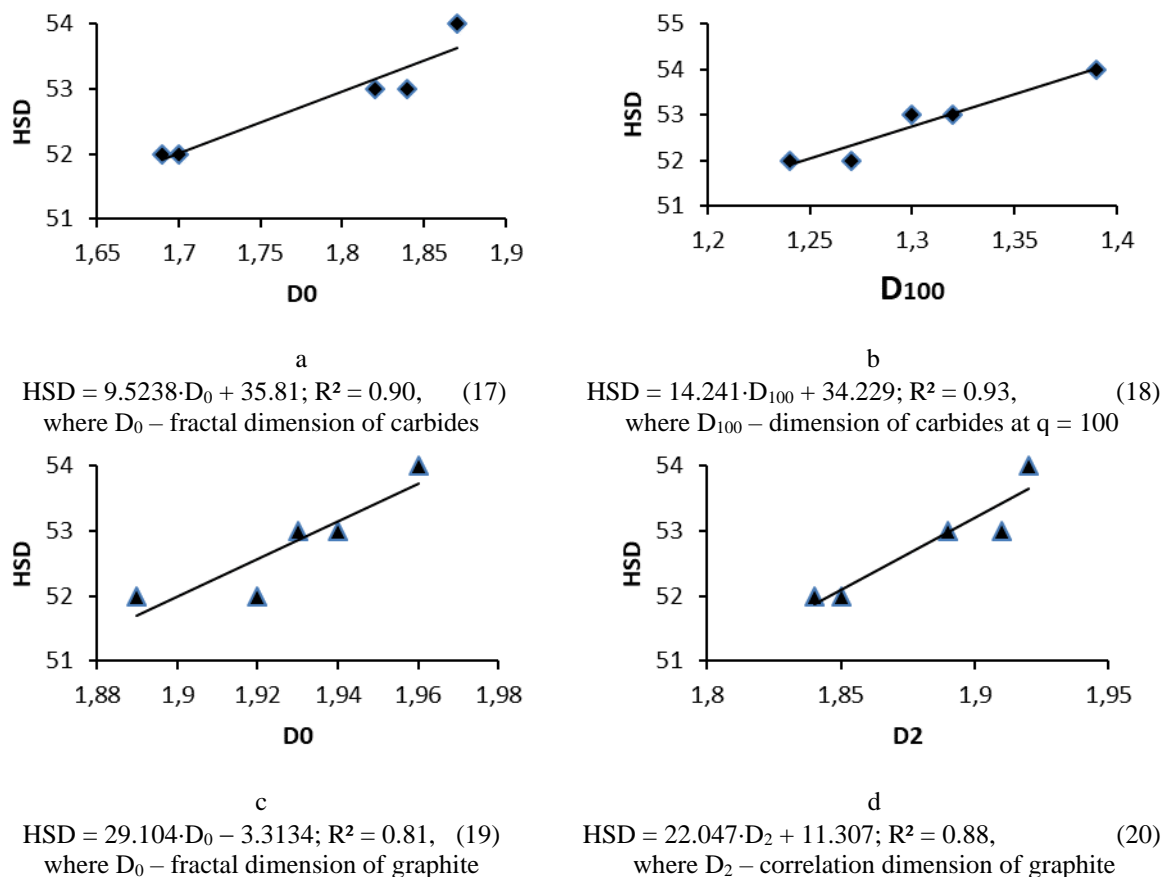 54
53
52
51
HSD
1,65 1,7 1,75 1,8 1,85 1,9
D0
a
HSD = 9.5238·D₀ + 35.81; R² = 0.90, (17)
where D₀ – fractal dimension of carbides
55
54
53
52
51
HSD
1,2 1,25 1,3 1,35 1,4
D₁₀₀
b
HSD = 14.241·D₁₀₀ + 34.229; R² = 0.93, (18)
where D₁₀₀ – dimension of carbides at q = 100
54
53
52
51
HSD
1,88 1,9 1,92 1,94 1,96 1,98
D0
c
HSD = 29.104·D₀ – 3.3134; R² = 0.81, (19)
where D₀ – fractal dimension of graphite
54
53
52
51
HSD
1,8 1,85 1,9 1,95
D2
d
HSD = 22.047·D₂ + 11.307; R² = 0.88, (20)
where D₂ – correlation dimension of graphite